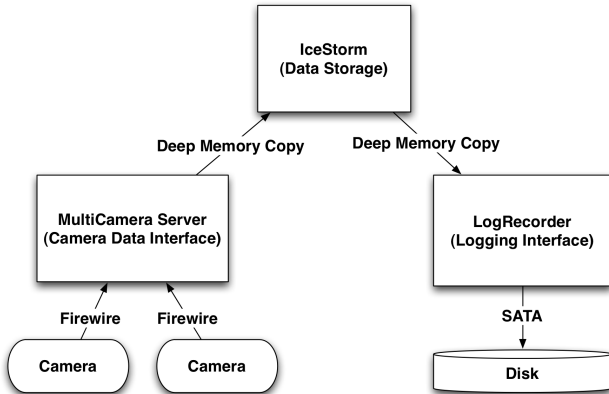 IceStorm
(Data Storage)
Deep Memory Copy
Deep Memory Copy
MultiCamera Server
(Camera Data Interface)
LogRecorder
(Logging Interface)
Firewire
Firewire
SATA
Camera
Camera
Disk